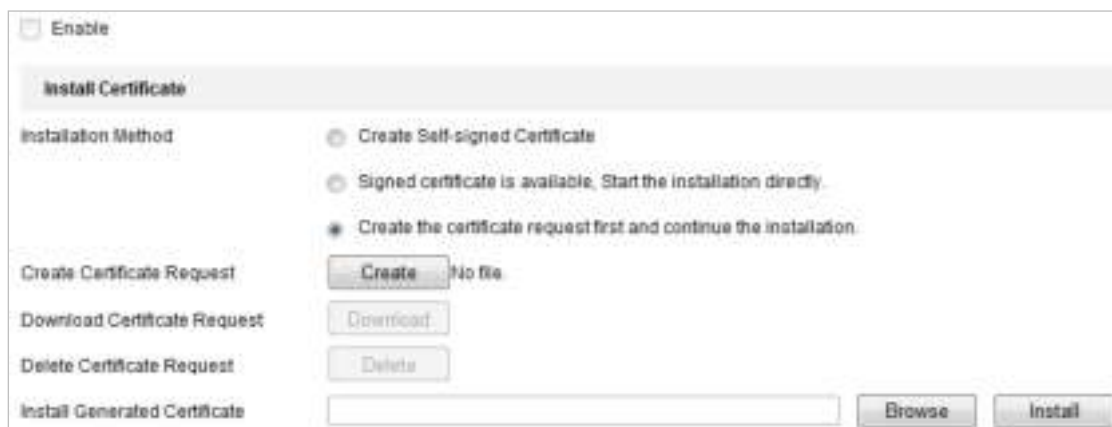 Enable
Install Certificate
Installation Method
Create Self-signed Certificate
Signed certificate is available, Start the installation directly.
Create the certificate request first and continue the installation.
Create Certificate Request Create No file.
Download Certificate Request Download
Delete Certificate Request Delete
Install Generated Certificate Browse Install